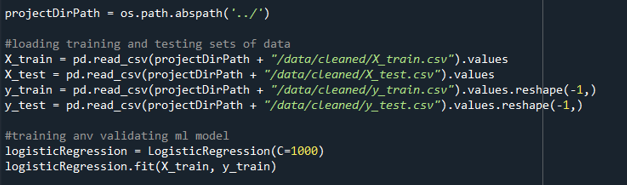 projectDirPath = os.path.abspath('../')
#loading training and testing sets of data
X_train = pd.read_csv(projectDirPath + "/data/cleaned/X_train.csv").values
X_test = pd.read_csv(projectDirPath + "/data/cleaned/X_test.csv").values
y_train = pd.read_csv(projectDirPath + "/data/cleaned/y_train.csv").values.reshape(-1,)
y_test = pd.read_csv(projectDirPath + "/data/cleaned/y_test.csv").values.reshape(-1,)
#training anv validating ml model
logisticRegression = LogisticRegression(C=1000)
logisticRegression.fit(X_train, y_train)